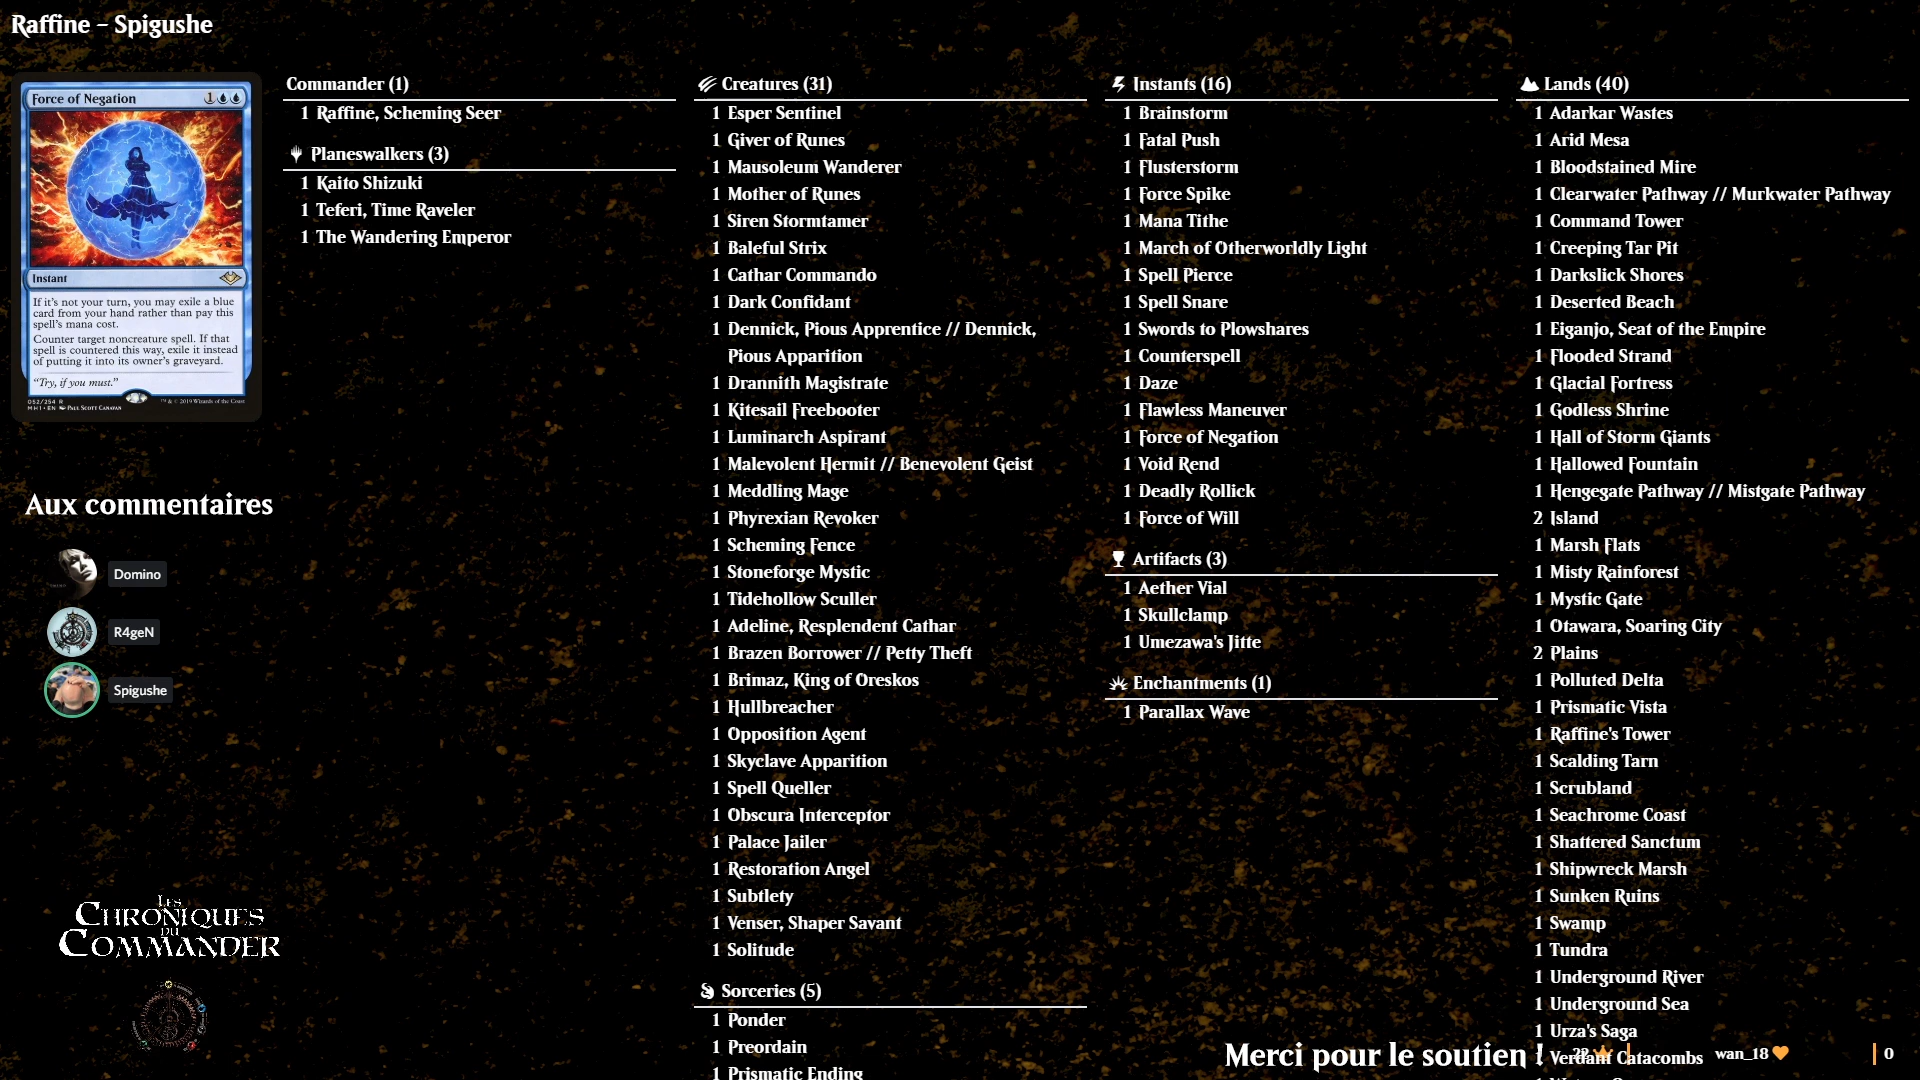 Raffine - Spigushe
Force of Negation
1
Instant
If it's not your turn, you may exile a blue
card from your hand rather than pay this
spell's mana cost.
Counter target noncreature spell. If that
spell is countered this way, exile it instead
of putting it into its owner's graveyard.
"Try, if you must."
052/254 R
MH1 • EN Paul Scott Canavan
™ & © 2019 Wizards of the Coast
Aux commentaires
Domino
R4geN
Spigushe
Les
Chroniques
du
Commander
Commander (1)
1 Raffine, Scheming Seer
Planeswalkers (3)
1 Kaito Shizuki
1 Teferi, Time Raveler
1 The Wandering Emperor
Creatures (31)
1 Esper Sentinel
1 Giver of Runes
1 Mausoleum Wanderer
1 Mother of Runes
1 Siren Stormtamer
1 Baleful Strix
1 Cathar Commando
1 Dark Confidant
1 Dennick, Pious Apprentice // Dennick,
Pious Apparition
1 Drannith Magistrate
1 Kitesail Freebooter
1 Luminarch Aspirant
1 Malevolent Hermit // Benevolent Geist
1 Meddling Mage
1 Phyrexian Revoker
1 Scheming Fence
1 Stoneforge Mystic
1 Tidehollow Sculler
1 Adeline, Resplendent Cathar
1 Brazen Borrower // Petty Theft
1 Brimaz, King of Oreskos
1 Hullbreacher
1 Opposition Agent
1 Skyclave Apparition
1 Spell Queller
1 Obscura Interceptor
1 Palace Jailer
1 Restoration Angel
1 Subtlety
1 Venser, Shaper Savant
1 Solitude
Sorceries (5)
1 Ponder
1 Preordain
1 Prismatic Ending
Instants (16)
1 Brainstorm
1 Fatal Push
1 Flusterstorm
1 Force Spike
1 Mana Tithe
1 March of Otherworldly Light
1 Spell Pierce
1 Spell Snare
1 Swords to Plowshares
1 Counterspell
1 Daze
1 Flawless Maneuver
1 Force of Negation
1 Void Rend
1 Deadly Rollick
1 Force of Will
Artifacts (3)
1 Aether Vial
1 Skullclamp
1 Umezawa's Jitte
Enchantments (1)
1 Parallax Wave
Lands (40)
1 Adarkar Wastes
1 Arid Mesa
1 Bloodstained Mire
1 Clearwater Pathway // Murkwater Pathway
1 Command Tower
1 Creeping Tar Pit
1 Darkslick Shores
1 Deserted Beach
1 Eiganjo, Seat of the Empire
1 Flooded Strand
1 Glacial Fortress
1 Godless Shrine
1 Hall of Storm Giants
1 Hallowed Fountain
1 Hengegate Pathway // Mistgate Pathway
2 Island
1 Marsh Flats
1 Misty Rainforest
1 Mystic Gate
1 Otawara, Soaring City
2 Plains
1 Polluted Delta
1 Prismatic Vista
1 Raffine's Tower
1 Scalding Tarn
1 Scrubland
1 Seachrome Coast
1 Shattered Sanctum
1 Shipwreck Marsh
1 Sunken Ruins
1 Swamp
1 Tundra
1 Underground River
1 Underground Sea
1 Urza's Saga
1 Verdant Catacombs
Merci pour le soutien !
wan_18
0